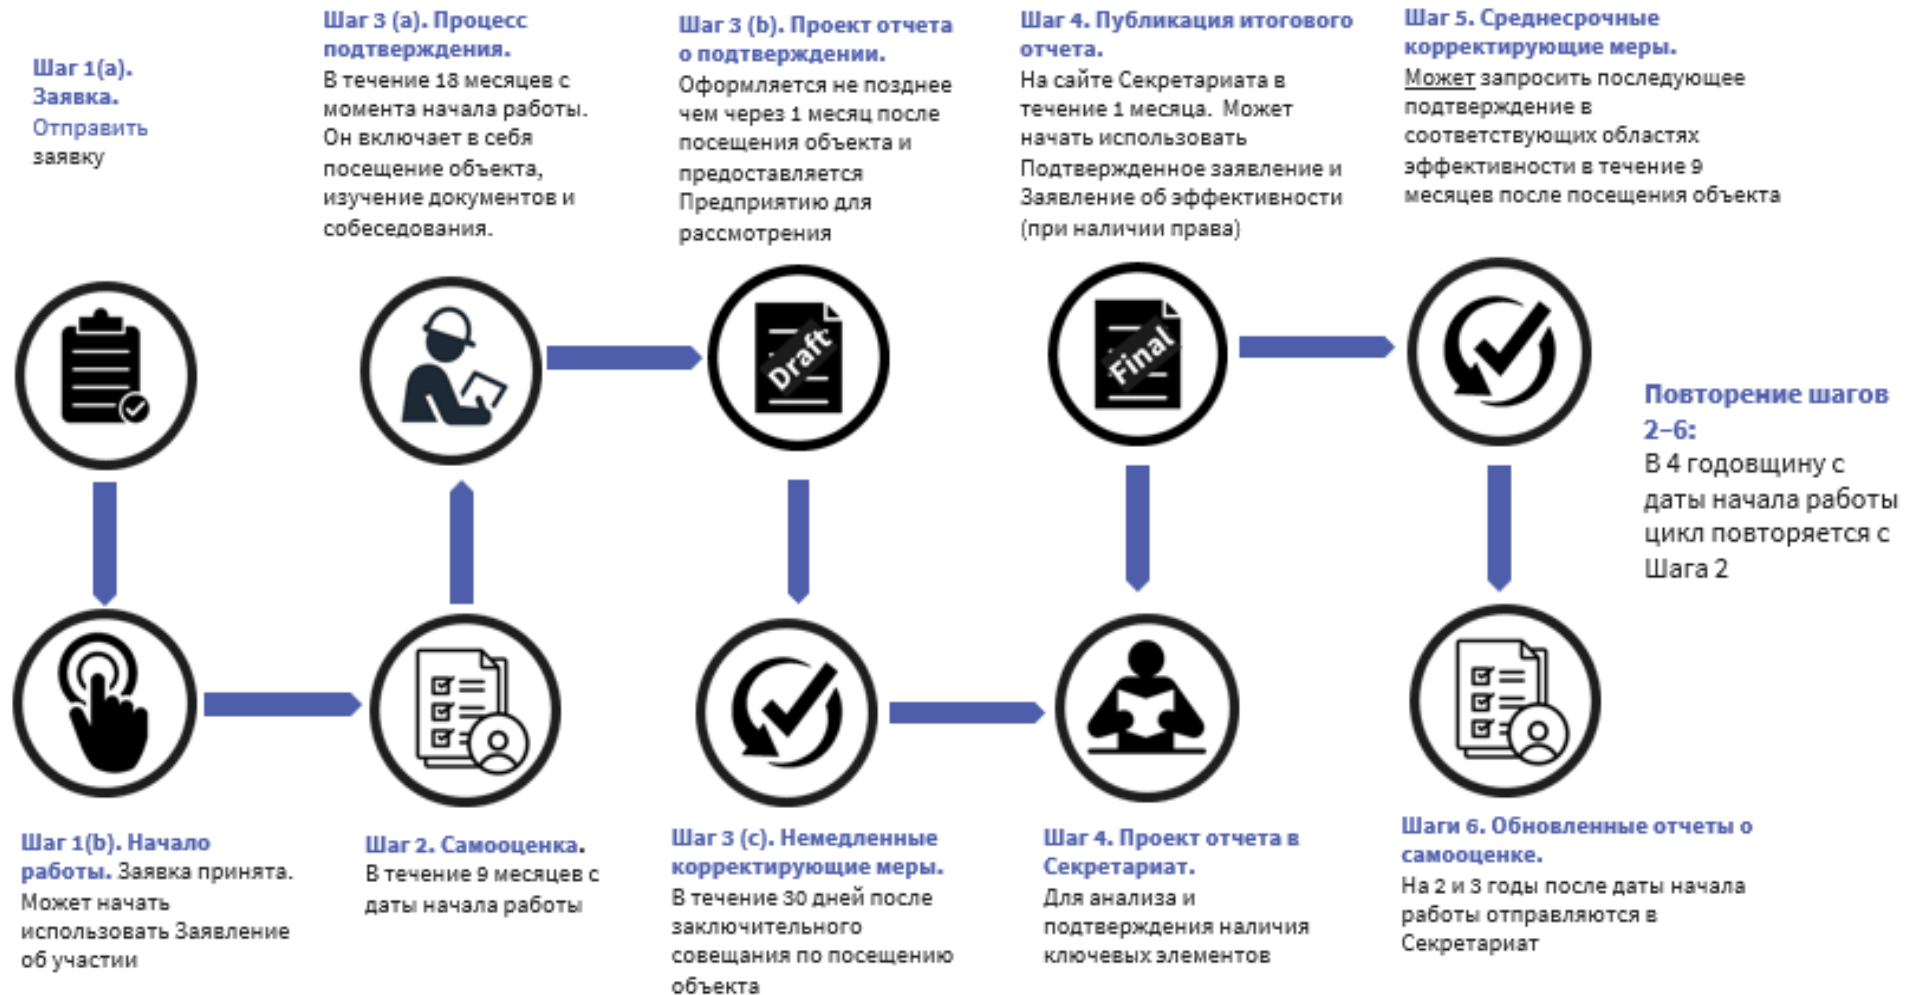 Шаг 1(a).
Заявка.
Отправить
заявку
Шаг 3 (a). Процесс
подтверждения.
В течение 18 месяцев с
момента начала работы.
Он включает в себя
посещение объекта,
изучение документов и
собеседования.
Шаг 3 (b). Проект отчета
о подтверждении.
Оформляется не позднее
чем через 1 месяц после
посещения объекта и
предоставляется
Предприятию для
рассмотрения
Шаг 4. Публикация итогового
отчета.
На сайте Секретариата в
течение 1 месяца. Может
начать использовать
Подтвержденное заявление и
Заявление об эффективности
(при наличии права)
Шаг 5. Среднесрочные
корректирующие меры.
Может запросить последующее
подтверждение в
соответствующих областях
эффективности в течение 9
месяцев после посещения объекта
Draft
Final
Повторение шагов
2–6:
В 4 годовщину с
даты начала работы
цикл повторяется с
Шага 2
Шаг 1(b). Начало
работы. Заявка принята.
Может начать
использовать Заявление
об участии
Шаг 2. Самооценка.
В течение 9 месяцев с
даты начала работы
Шаг 3 (c). Немедленные
корректирующие меры.
В течение 30 дней после
заключительного
совещания по посещению
объекта
Шаг 4. Проект отчета в
Секретариат.
Для анализа и
подтверждения наличия
ключевых элементов
Шаги 6. Обновленные отчеты о
самооценке.
На 2 и 3 годы после даты начала
работы отправляются в
Секретариат